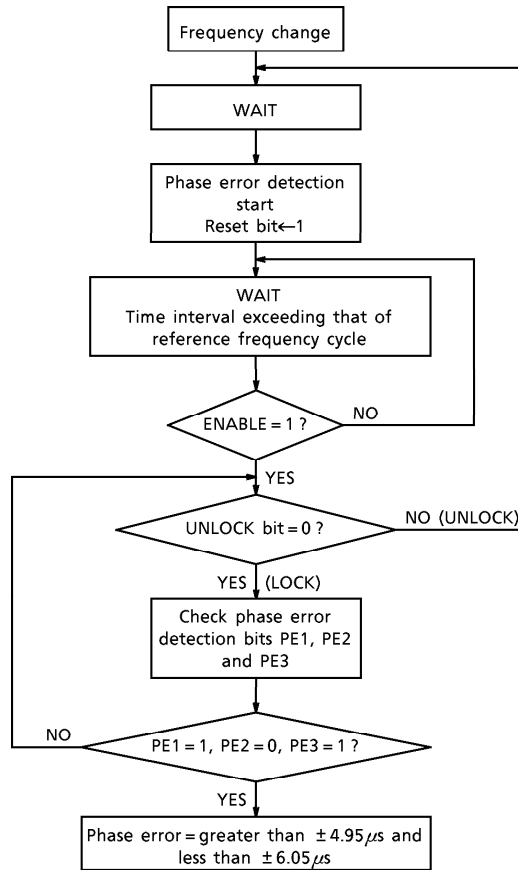 Frequency change
WAIT
Phase error detection
start
Reset bit←1
WAIT
Time interval exceeding that of
reference frequency cycle
ENABLE = 1 ?
NO
YES
UNLOCK bit = 0 ?
NO (UNLOCK)
YES (LOCK)
Check phase error
detection bits PE1, PE2
and PE3
PE1 = 1, PE2 = 0, PE3 = 1 ?
NO
YES
Phase error = greater than ±4.95μs and
less than ±6.05μs